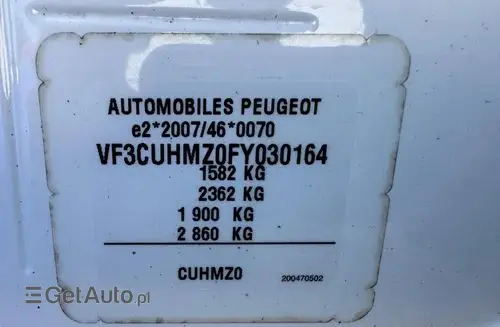 AUTOMOBILES PEUGEOT
e2*2007/46*0070
VF3CUHMZ0FY030164
1582 KG
2362 KG
1 900 KG
2 860 KG
CUHMZ0 200470502
GetAuto.pl